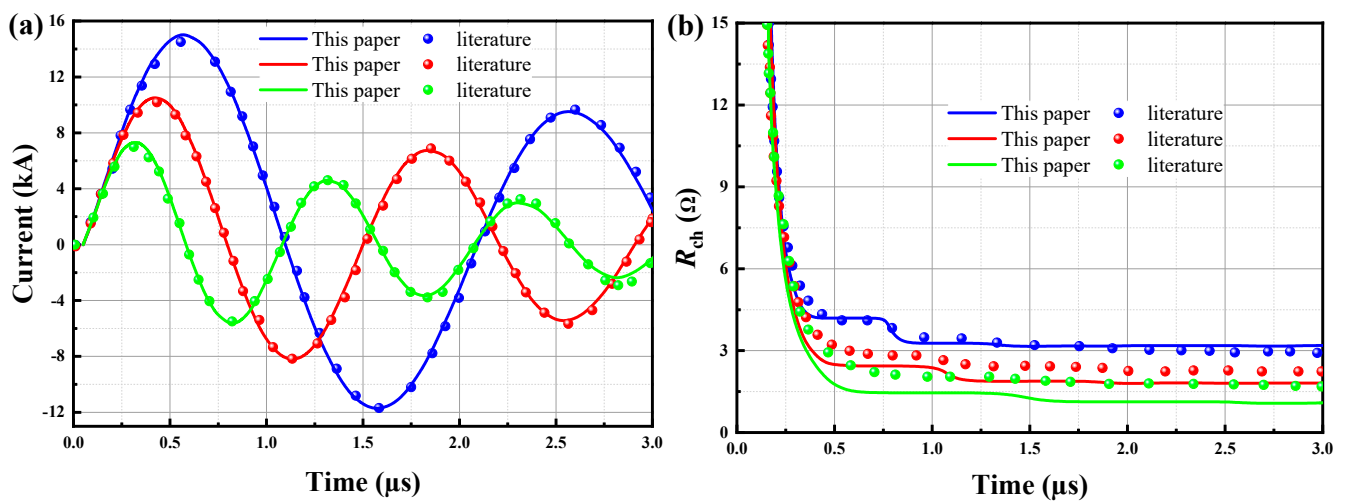 (a)
Current (kA)
16
12
8
4
0
-4
-8
-12
This paper literature
This paper literature
This paper literature
0.0 0.5 1.0 1.5 2.0 2.5 3.0
Time (μs)
(b)
R_ch (Ω)
15
12
9
6
3
0
This paper literature
This paper literature
This paper literature
0.0 0.5 1.0 1.5 2.0 2.5 3.0
Time (μs)